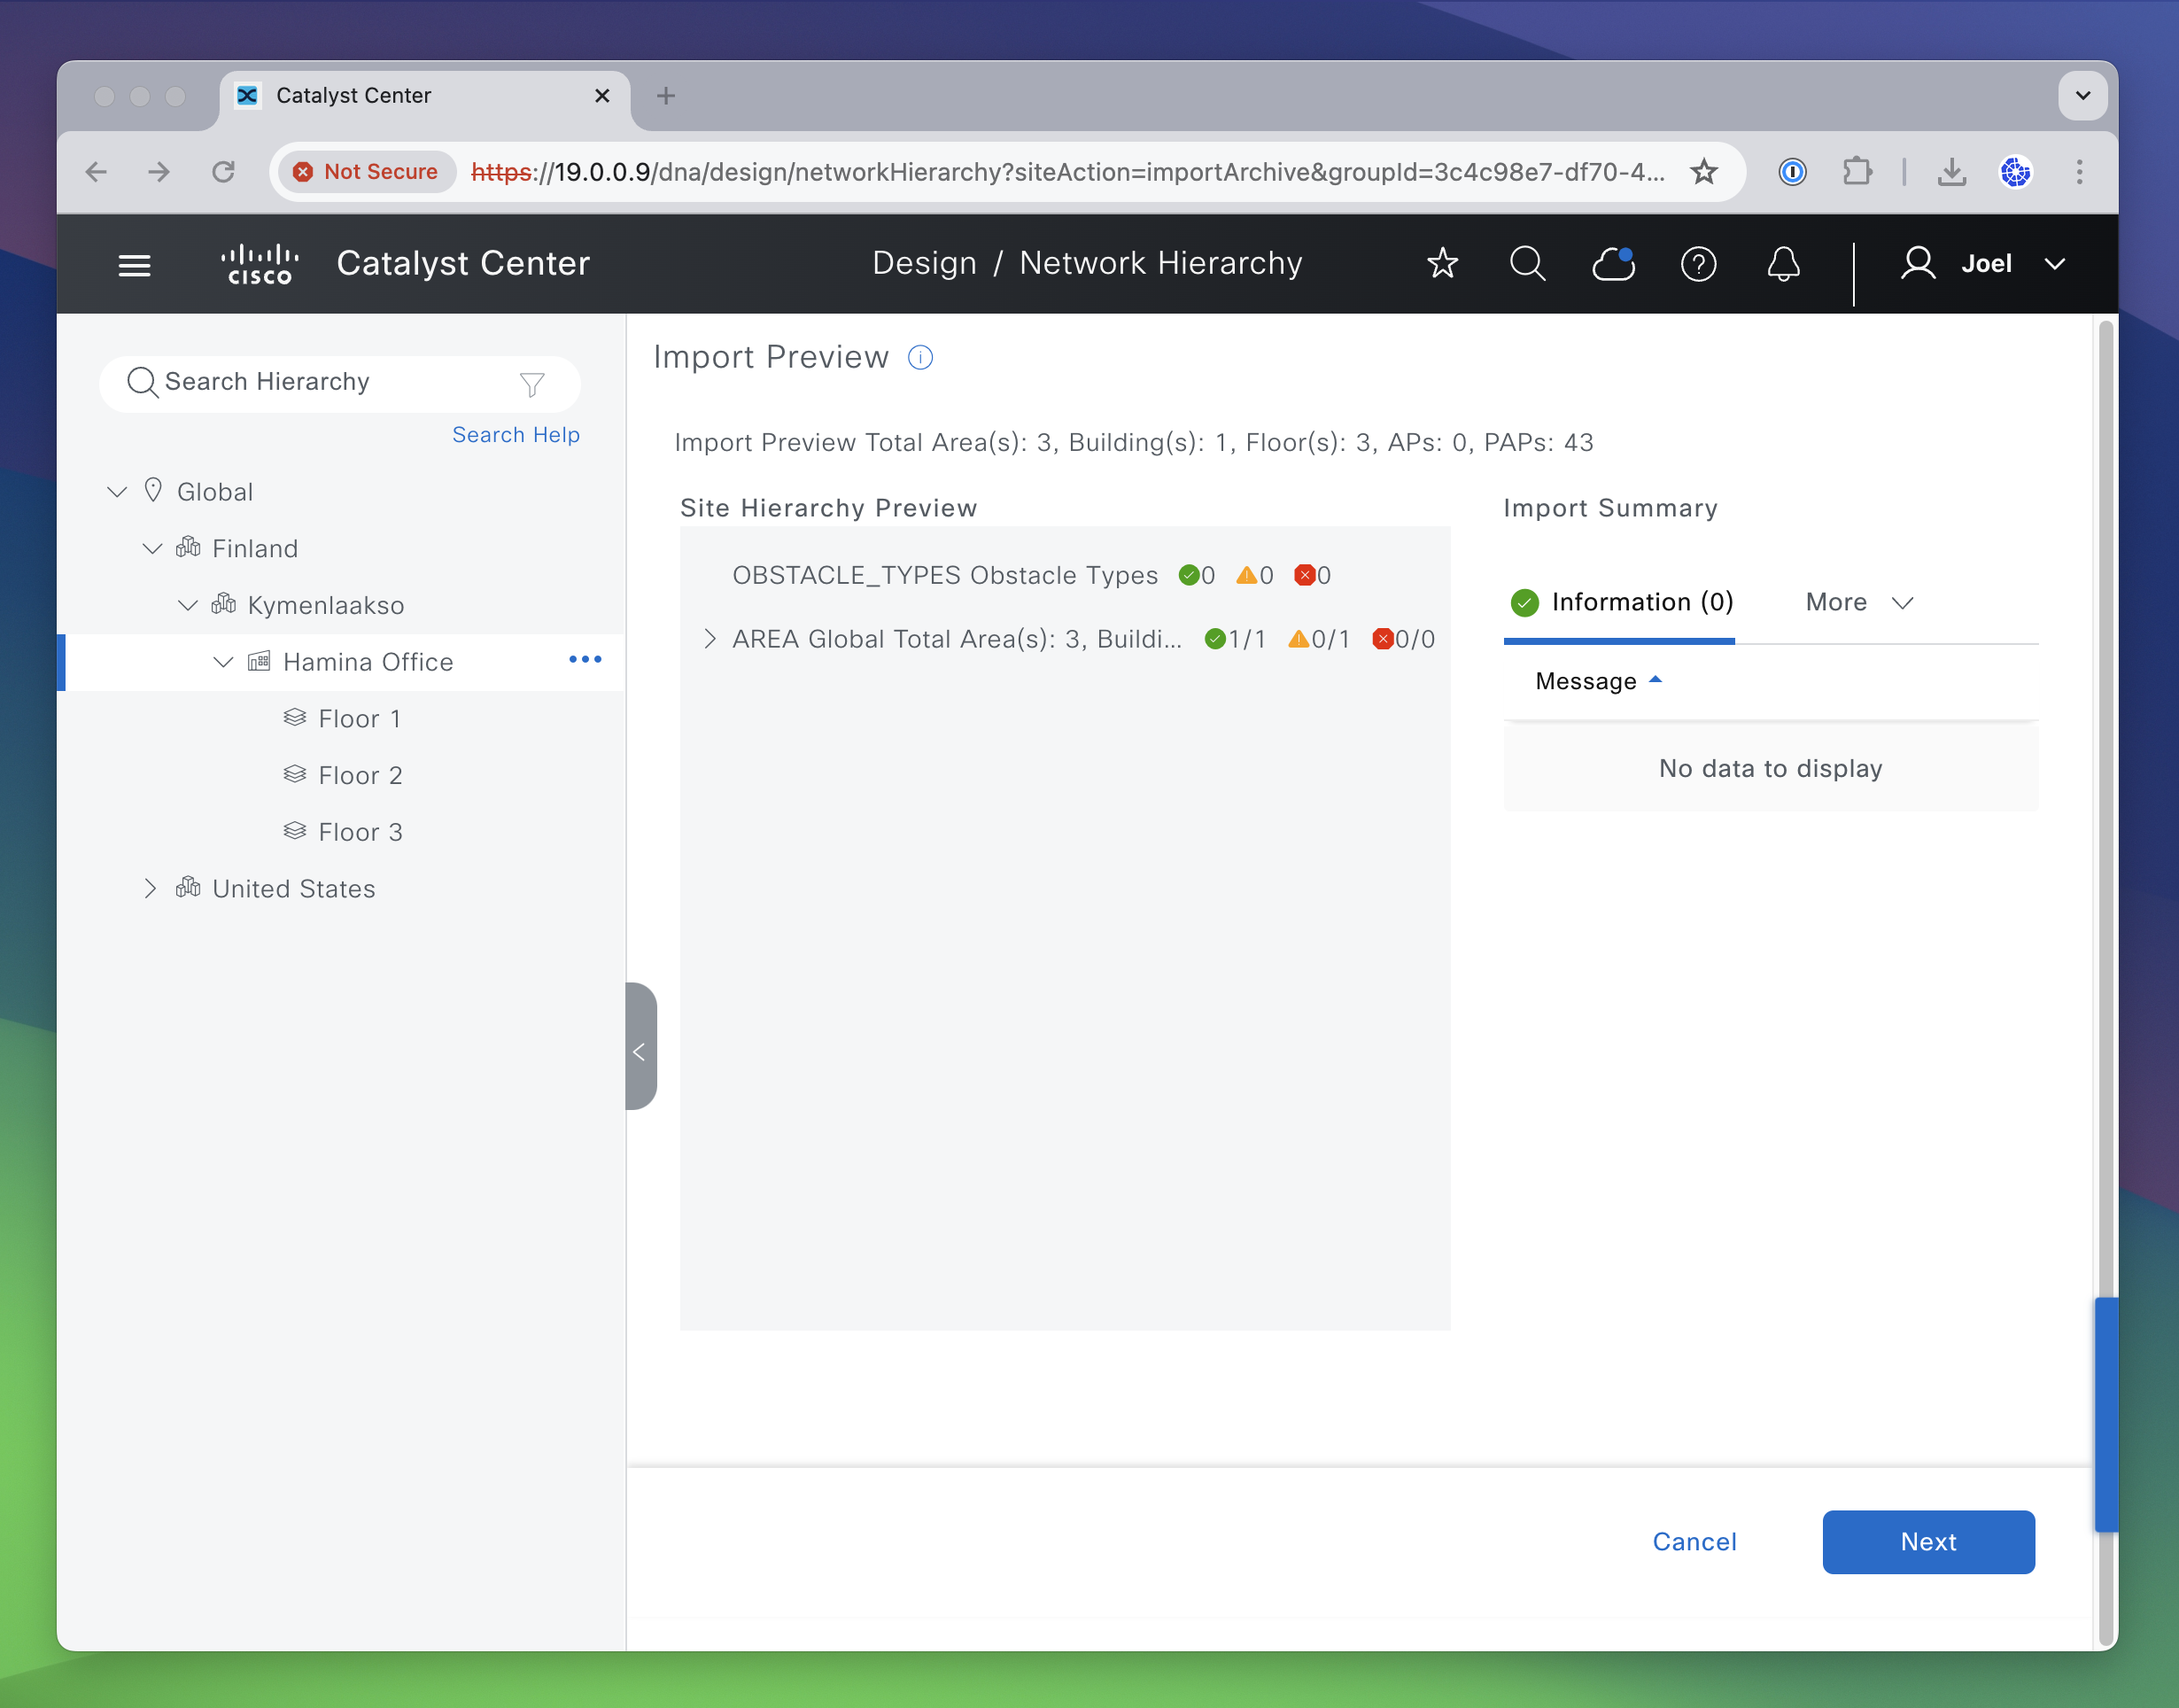 Catalyst Center
Not Secure https://19.0.0.9/dna/design/networkHierarchy?siteAction=importArchive&groupId=3c4c98e7-df70-4...
CISCO Catalyst Center Design / Network Hierarchy Joel
Search Hierarchy
Search Help
Global
Finland
Kymenlaakso
Hamina Office
Floor 1
Floor 2
Floor 3
United States
Import Preview
Import Preview Total Area(s): 3, Building(s): 1, Floor(s): 3, APs: 0, PAPs: 43
Site Hierarchy Preview
OBSTACLE_TYPES Obstacle Types 0 0 0
AREA Global Total Area(s): 3, Buildi... 1/1 0/1 0/0
Import Summary
Information (0) More
Message
No data to display
Cancel Next